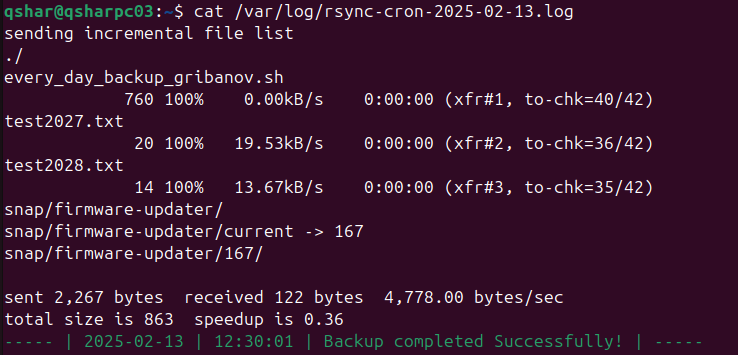 qshar@qsharpc03:~$ cat /var/log/rsync-cron-2025-02-13.log
sending incremental file list
./
every_day_backup_gribanov.sh
            760 100%    0.00kB/s    0:00:00 (xfr#1, to-chk=40/42)
test2027.txt
             20 100%   19.53kB/s    0:00:00 (xfr#2, to-chk=36/42)
test2028.txt
             14 100%   13.67kB/s    0:00:00 (xfr#3, to-chk=35/42)
snap/firmware-updater/
snap/firmware-updater/current -> 167
snap/firmware-updater/167/

sent 2,267 bytes  received 122 bytes  4,778.00 bytes/sec
total size is 863  speedup is 0.36
----- | 2025-02-13 | 12:30:01 | Backup completed Successfully! | -----